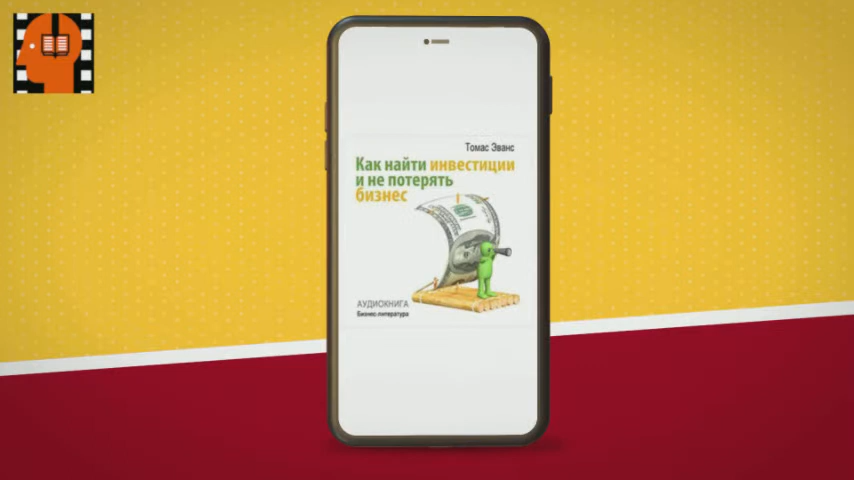 Томас Эванс
Как найти инвестиции
и не потерять
бизнес
АУДИОКНИГА
Бизнес-литература